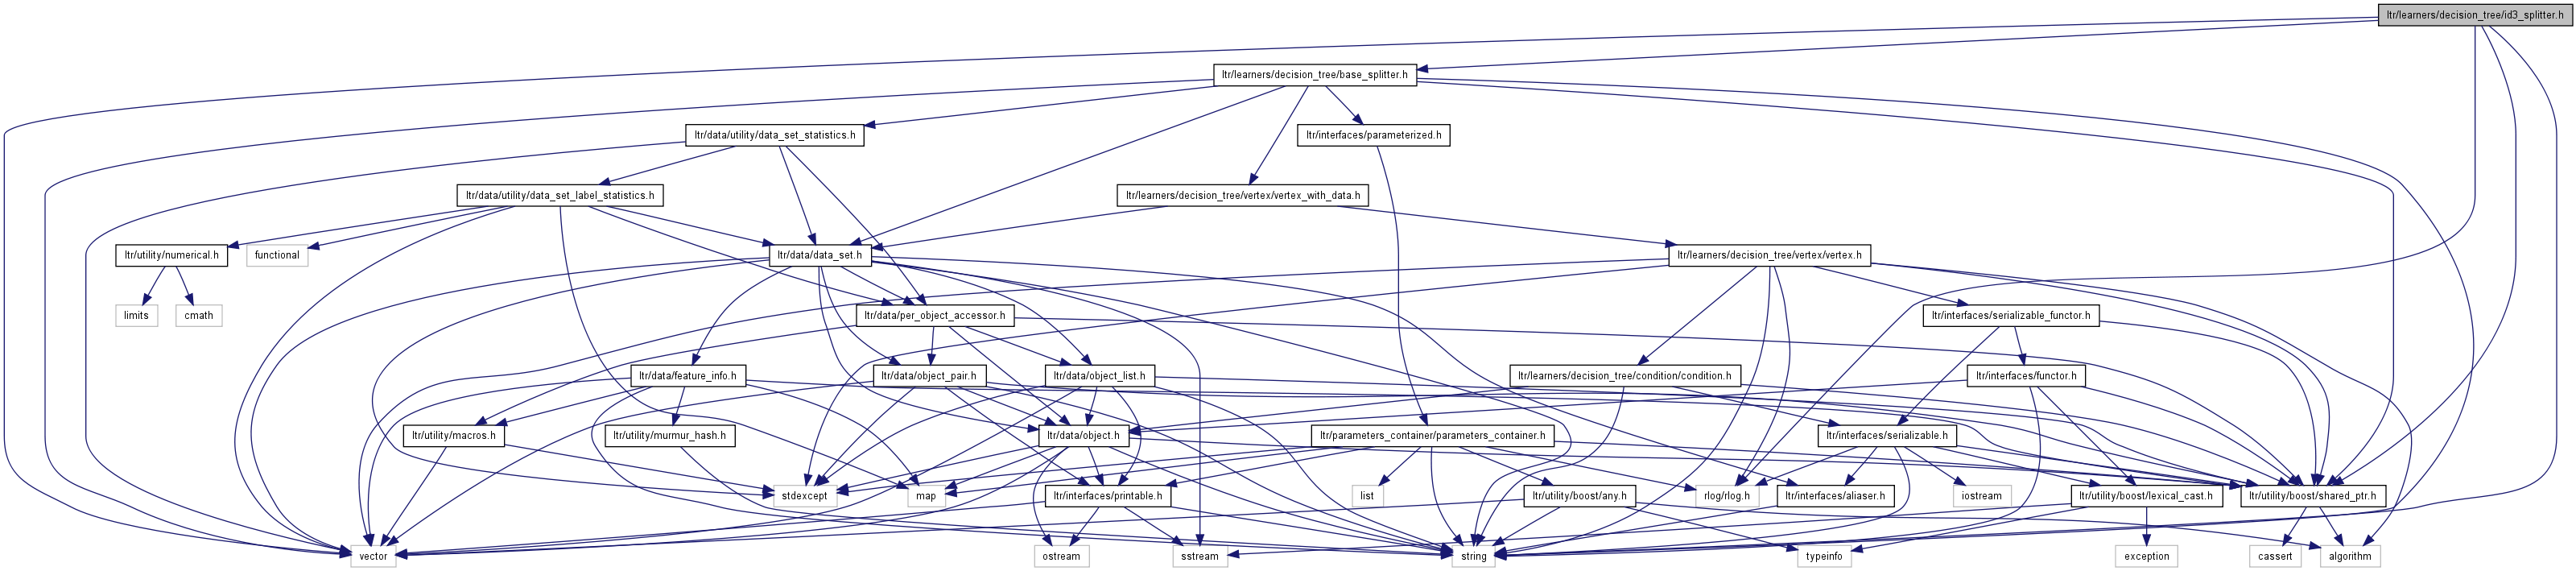 ltr/learners/decision_tree/id3_splitter.h
ltr/learners/decision_tree/base_splitter.h
ltr/data/utility/data_set_statistics.h
ltr/interfaces/parameterized.h
ltr/data/utility/data_set_label_statistics.h
ltr/learners/decision_tree/vertex/vertex_with_data.h
ltr/utility/numerical.h
functional
ltr/data/data_set.h
ltr/learners/decision_tree/vertex/vertex.h
limits
cmath
ltr/data/per_object_accessor.h
ltr/interfaces/serializable_functor.h
ltr/data/feature_info.h
ltr/data/object_pair.h
ltr/data/object_list.h
ltr/learners/decision_tree/condition/condition.h
ltr/interfaces/functor.h
ltr/utility/macros.h
ltr/utility/murmur_hash.h
ltr/data/object.h
ltr/parameters_container/parameters_container.h
ltr/interfaces/serializable.h
stdexcept
map
ltr/interfaces/printable.h
list
ltr/utility/boost/any.h
rlog/rlog.h
ltr/interfaces/aliaser.h
iostream
ltr/utility/boost/lexical_cast.h
ltr/utility/boost/shared_ptr.h
vector
ostream
sstream
string
typeinfo
exception
cassert
algorithm